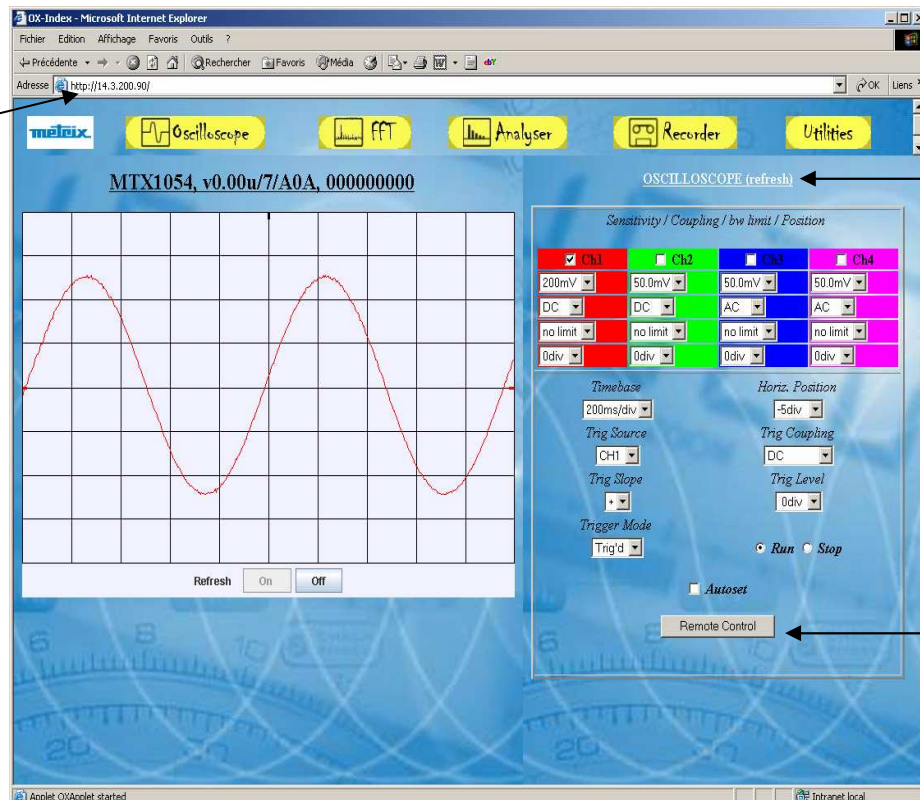 OX-Index - Microsoft Internet Explorer
Fichier Edition Affichage Favoris Outils ?
Précédente Rechercher Favoris Média
Adresse http://14.3.200.90/ OK Liens
metrix Oscilloscope FFT Analyser Recorder Utilities
MTX1054, v0.00u/7/A0A, 000000000
OSCILLOSCOPE (refresh)
Sensitivity / Coupling / bw limit / Position
Ch1 Ch2 Ch3 Ch4
200mV 50.0mV 50.0mV 50.0mV
DC DC AC AC
no limit no limit no limit no limit
0div 0div 0div 0div
Timebase Horiz. Position
200ms/div -5div
Trig Source Trig Coupling
CH1 DC
Trig Slope Trig Level
+ 0div
Trigger Mode
Trig'd Run Stop
Refresh On Off
Autoset
Remote Control
Applet OXApplet started Intranet local